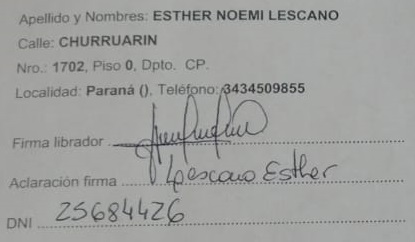 Apellido y Nombres: ESTHER NOEMI LESCANO
Calle: CHURRUARIN
Nro.: 1702, Piso 0, Dpto. CP.
Localidad: Paraná (), Teléfono: 3434509855
Firma librador
Aclaración firma Lescano Esther
DNI 25684426